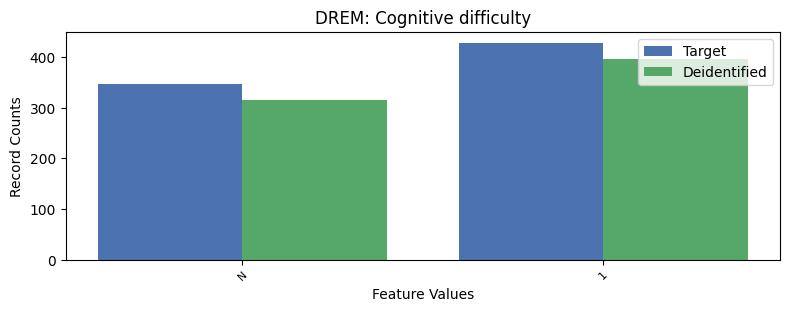 DREM: Cognitive difficulty
Target
Deidentified
Record Counts
400
300
200
100
0
N
1
Feature Values